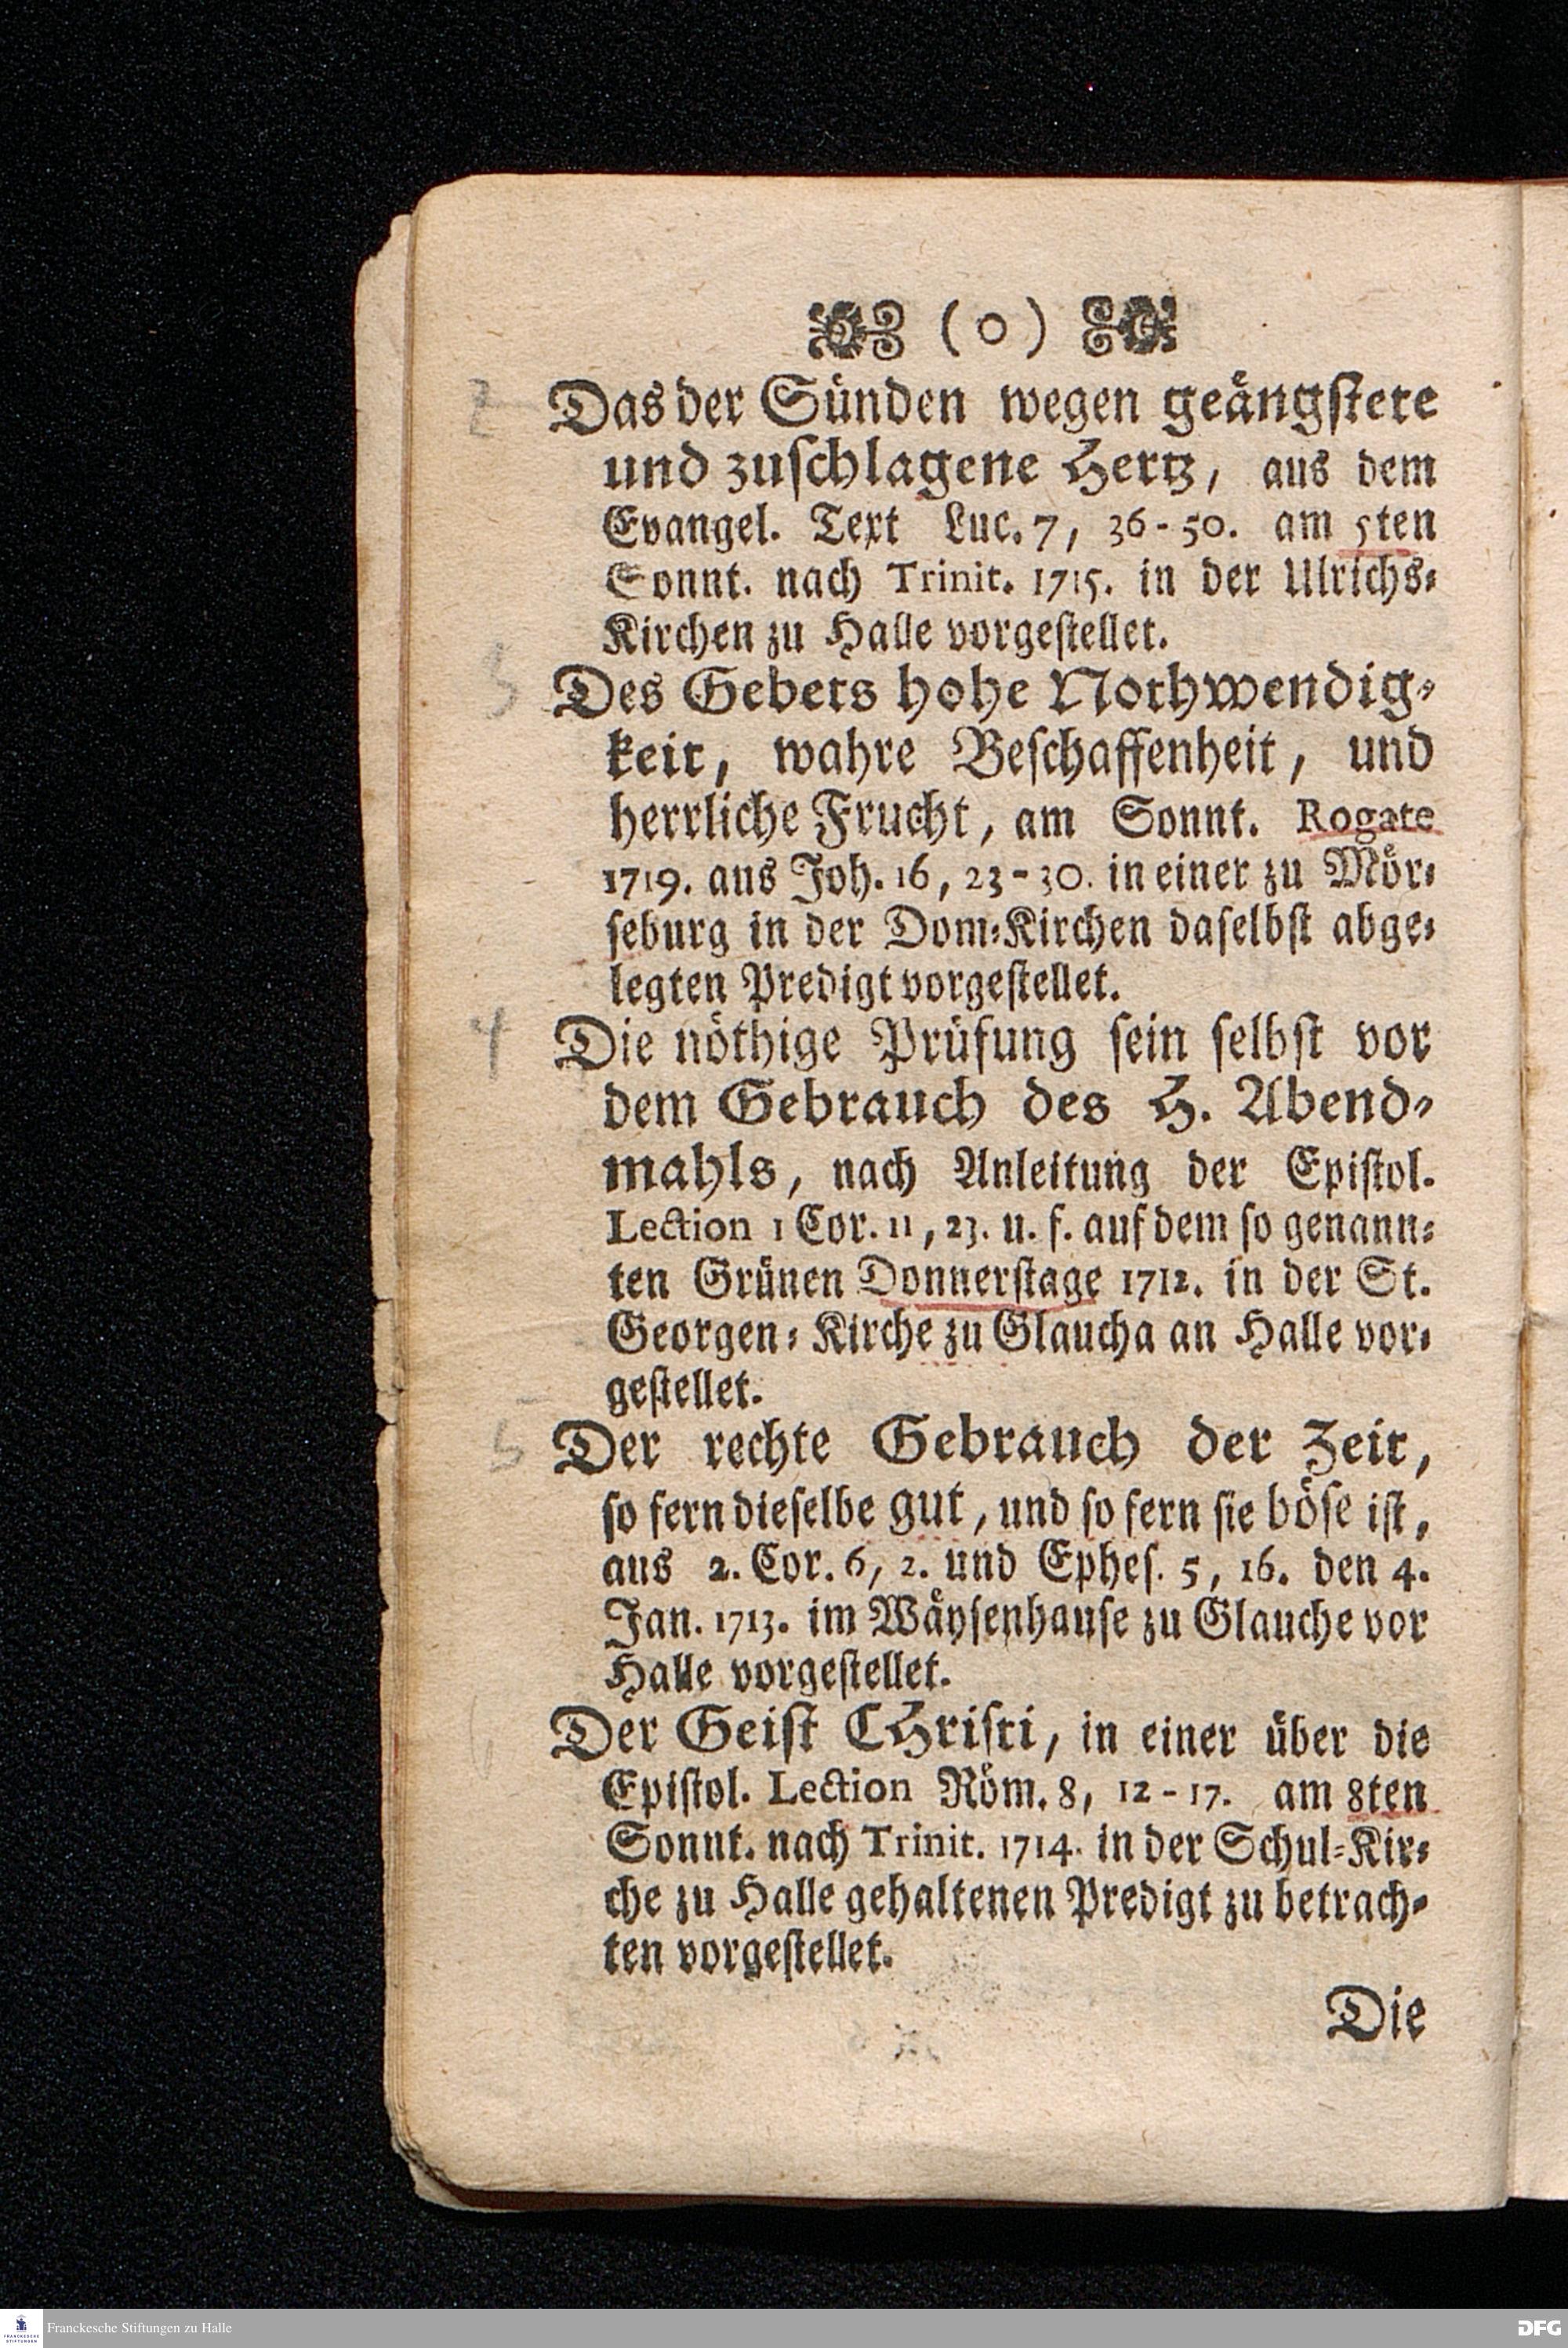 (o)
2 Das der Sünden wegen geängstete
und zuschlagene Hertz, aus dem
Evangel. Text Luc. 7, 36-50. am 5ten
Sonnt. nach Trinit. 1715. in der Ulrichs-
Kirchen zu Halle vorgestellet.
3 Des Gebets hohe Nothwendig-
keit, wahre Beschaffenheit, und
herrliche Frucht, am Sonnt. Rogate
1719. aus Joh. 16, 23-30. in einer zu Mör-
seburg in der Dom-Kirchen daselbst abge-
legten Predigt vorgestellet.
4 Die nöthige Prüfung sein selbst vor
dem Gebrauch des H. Abend-
mahls, nach Anleitung der Epistol.
Lection 1 Cor. 11, 23. u. f. auf dem so genann-
ten Grünen Donnerstage 1712. in der St.
Georgen-Kirche zu Glaucha an Halle vor-
gestellet.
5 Der rechte Gebrauch der Zeit,
so fern dieselbe gut, und so fern sie böse ist,
aus 2. Cor. 6, 2. und Ephes. 5, 16. den 4.
Jan. 1713. im Wäysenhause zu Glauche vor
Halle vorgestellet.
6 Der Geist CHristi, in einer über die
Epistol. Lection Röm. 8, 12-17. am 8ten
Sonnt. nach Trinit. 1714. in der Schul-Kir-
che zu Halle gehaltenen Predigt zu betrach-
ten vorgestellet.
Die
FRANCKESCHE STIFTUNGEN
Franckesche Stiftungen zu Halle
DFG